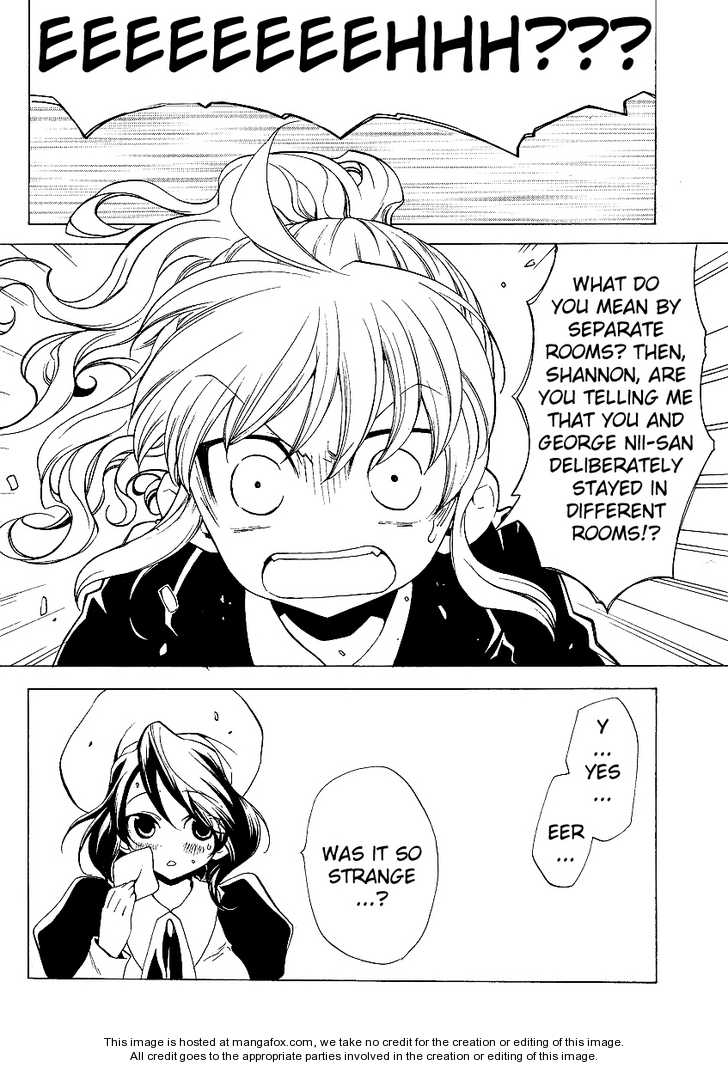 EEEEEEEEEHHH???
WHAT DO
YOU MEAN BY
SEPARATE
ROOMS? THEN,
SHANNON, ARE
YOU TELLING ME
THAT YOU AND
GEORGE NII-SAN
DELIBERATELY
STAYED IN
DIFFERENT
ROOMS!?
Y
...
YES
...
EER
...
WAS IT SO
STRANGE
...?
This image is hosted at mangafox.com, we take no credit for the creation or editing of this image.
All credit goes to the appropriate parties involved in the creation or editing of this image.